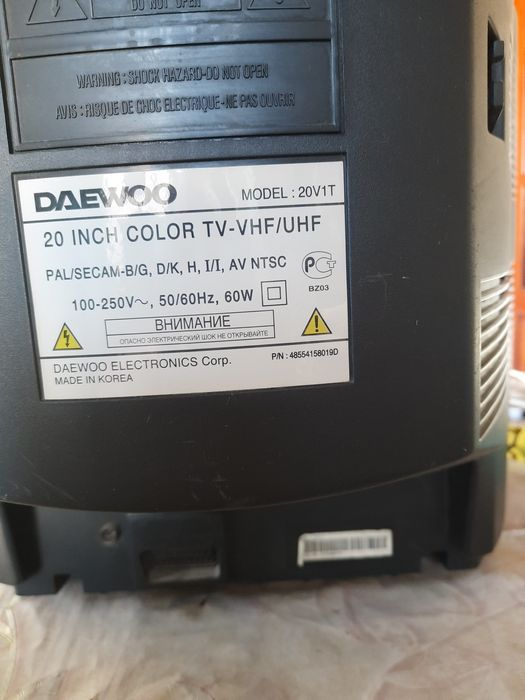 DO NOT OPEN
WARNING : SHOCK HAZARD-DO NOT OPEN
AVIS : RISQUE DE CHOC ELECTRIQUE-NE PAS OUVRIR
DAEWOO MODEL : 20V1T
20 INCH COLOR TV-VHF/UHF
PAL/SECAM-B/G, D/K, H, I/I, AV NTSC
100-250V~, 50/60Hz, 60W
BZ03
ВНИМАНИЕ
ОПАСНО ЭЛЕКТРИЧЕСКИЙ ШОК НЕ ОТКРЫВАЙТЕ
DAEWOO ELECTRONICS Corp. P/N : 48554158019D
MADE IN KOREA